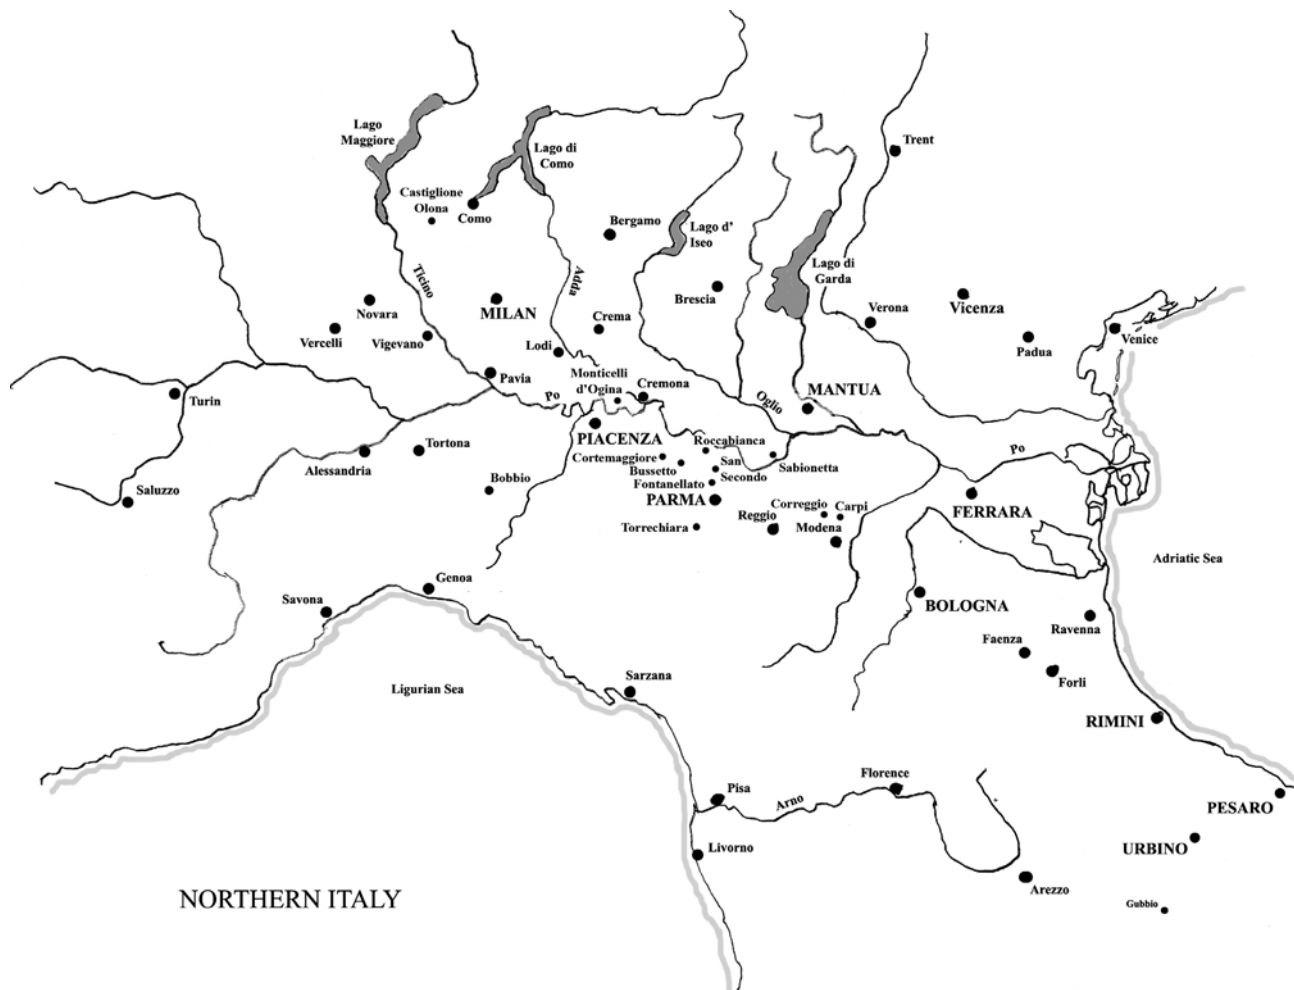 Lago
Maggiore
Lago di
Como
Trent
Castiglione
Olona
Como
Bergamo
Lago d'
Iseo
Lago di
Garda
Ticino
Adda
Novara
MILAN
Brescia
Vicenza
Verona
Vercelli
Vigevano
Crema
Venice
Padua
Lodi
Pavia
Monticelli
d'Ogina
Cremona
MANTUA
Turin
Po
Oglio
PIACENZA
Tortona
Roccabianca
Alessandria
Cortemaggiore
San
Secondo
Sabionetta
Po
Bussetto
Bobbio
Fontanellato
Saluzzo
PARMA
Correggio
Carpi
FERRARA
Torrechiara
Reggio
Modena
Adriatic Sea
Genoa
Savona
BOLOGNA
Ravenna
Faenza
Forli
Ligurian Sea
Sarzana
RIMINI
Florence
Pisa
Arno
PESARO
Livorno
URBINO
Arezzo
NORTHERN ITALY
Gubbio